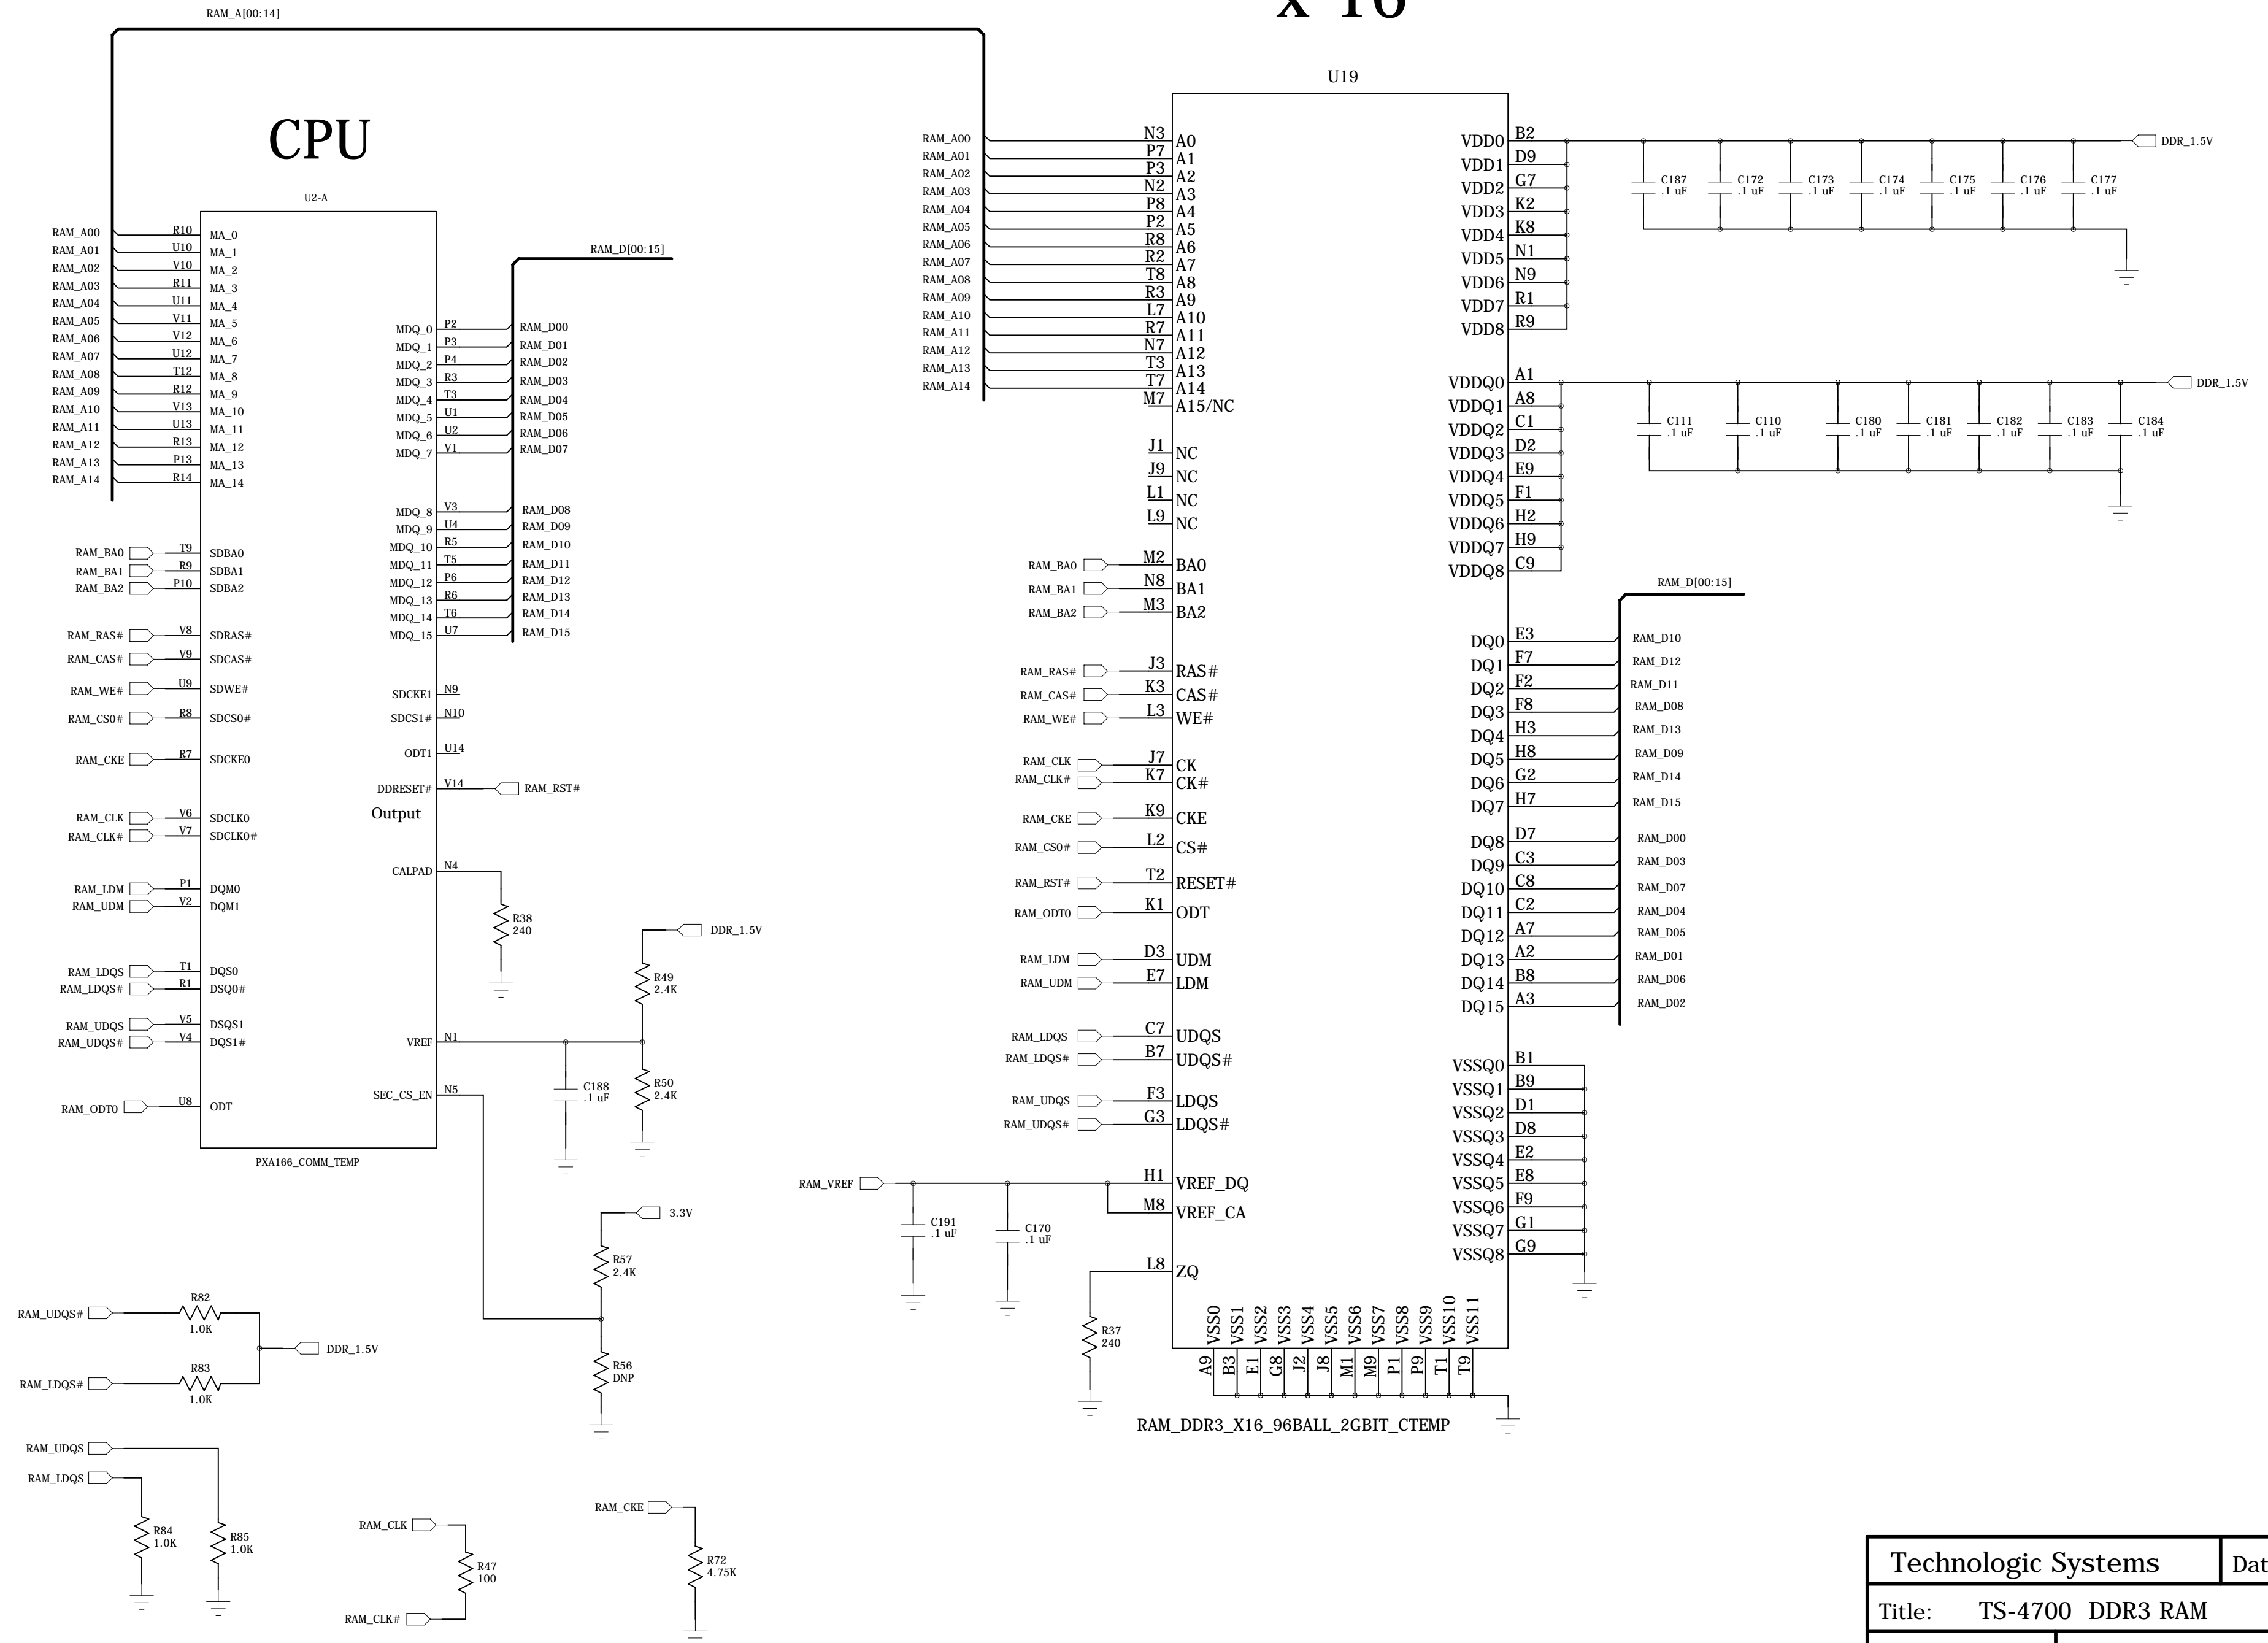 RAM_A[00:14]
x 16
CPU
U2-A
RAM_A00 R10 MA_0
RAM_A01 U10 MA_1
RAM_A02 V10 MA_2
RAM_A03 R11 MA_3
RAM_A04 U11 MA_4
RAM_A05 V11 MA_5
RAM_A06 V12 MA_6
RAM_A07 U12 MA_7
RAM_A08 T12 MA_8
RAM_A09 R12 MA_9
RAM_A10 V13 MA_10
RAM_A11 U13 MA_11
RAM_A12 R13 MA_12
RAM_A13 P13 MA_13
RAM_A14 R14 MA_14
RAM_BA0 T9 SDBA0
RAM_BA1 R9 SDBA1
RAM_BA2 P10 SDBA2
RAM_RAS# V8 SDRAS#
RAM_CAS# V9 SDCAS#
RAM_WE# U9 SDWE#
RAM_CS0# R8 SDCS0#
RAM_CKE R7 SDCKE0
RAM_CLK V6 SDCLK0
RAM_CLK# V7 SDCLK0#
RAM_LDM P1 DQM0
RAM_UDM V2 DQM1
RAM_LDQS T1 DQS0
RAM_LDQS# R1 DSQ0#
RAM_UDQS V5 DSQS1
RAM_UDQS# V4 DQS1#
RAM_ODT0 U8 ODT
RAM_D[00:15]
MDQ_0 P2 RAM_D00
MDQ_1 P3 RAM_D01
MDQ_2 P4 RAM_D02
MDQ_3 R3 RAM_D03
MDQ_4 T3 RAM_D04
MDQ_5 U1 RAM_D05
MDQ_6 U2 RAM_D06
MDQ_7 V1 RAM_D07
MDQ_8 V3 RAM_D08
MDQ_9 U4 RAM_D09
MDQ_10 R5 RAM_D10
MDQ_11 T5 RAM_D11
MDQ_12 P6 RAM_D12
MDQ_13 R6 RAM_D13
MDQ_14 T6 RAM_D14
MDQ_15 U7 RAM_D15
SDCKE1 N9
SDCS1# N10
ODT1 U14
DDRESET# V14 RAM_RST#
Output
CALPAD N4
R38
240
DDR_1.5V
R49
2.4K
VREF N1
C188
.1 uF
R50
2.4K
SEC_CS_EN N5
PXA166_COMM_TEMP
3.3V
R57
2.4K
R56
DNP
RAM_UDQS# R82
1.0K
DDR_1.5V
RAM_LDQS# R83
1.0K
RAM_UDQS
RAM_LDQS
R84
1.0K
R85
1.0K
RAM_CLK
R47
100
RAM_CLK#
RAM_CKE
R72
4.75K
U19
RAM_A00 N3 A0
RAM_A01 P7 A1
RAM_A02 P3 A2
RAM_A03 N2 A3
RAM_A04 P8 A4
RAM_A05 P2 A5
RAM_A06 R8 A6
RAM_A07 R2 A7
RAM_A08 T8 A8
RAM_A09 R3 A9
RAM_A10 L7 A10
RAM_A11 R7 A11
RAM_A12 N7 A12
RAM_A13 T3 A13
RAM_A14 T7 A14
M7 A15/NC
J1 NC
J9 NC
L1 NC
L9 NC
RAM_BA0 M2 BA0
RAM_BA1 N8 BA1
RAM_BA2 M3 BA2
RAM_RAS# J3 RAS#
RAM_CAS# K3 CAS#
RAM_WE# L3 WE#
RAM_CLK J7 CK
RAM_CLK# K7 CK#
RAM_CKE K9 CKE
RAM_CS0# L2 CS#
RAM_RST# T2 RESET#
RAM_ODT0 K1 ODT
RAM_LDM D3 UDM
RAM_UDM E7 LDM
RAM_LDQS C7 UDQS
RAM_LDQS# B7 UDQS#
RAM_UDQS F3 LDQS
RAM_UDQS# G3 LDQS#
RAM_VREF H1 VREF_DQ
M8 VREF_CA
C191
.1 uF
C170
.1 uF
L8 ZQ
R37
240
VDD0 B2
VDD1 D9
VDD2 G7
VDD3 K2
VDD4 K8
VDD5 N1
VDD6 N9
VDD7 R1
VDD8 R9
DDR_1.5V
C187 C172 C173 C174 C175 C176 C177
.1 uF .1 uF .1 uF .1 uF .1 uF .1 uF .1 uF
VDDQ0 A1
VDDQ1 A8
VDDQ2 C1
VDDQ3 D2
VDDQ4 E9
VDDQ5 F1
VDDQ6 H2
VDDQ7 H9
VDDQ8 C9
DDR_1.5V
C111 C110 C180 C181 C182 C183 C184
.1 uF .1 uF .1 uF .1 uF .1 uF .1 uF .1 uF
RAM_D[00:15]
DQ0 E3 RAM_D10
DQ1 F7 RAM_D12
DQ2 F2 RAM_D11
DQ3 F8 RAM_D08
DQ4 H3 RAM_D13
DQ5 H8 RAM_D09
DQ6 G2 RAM_D14
DQ7 H7 RAM_D15
DQ8 D7 RAM_D00
DQ9 C3 RAM_D03
DQ10 C8 RAM_D07
DQ11 C2 RAM_D04
DQ12 A7 RAM_D05
DQ13 A2 RAM_D01
DQ14 B8 RAM_D06
DQ15 A3 RAM_D02
VSSQ0 B1
VSSQ1 B9
VSSQ2 D1
VSSQ3 D8
VSSQ4 E2
VSSQ5 E8
VSSQ6 F9
VSSQ7 G1
VSSQ8 G9
VSS0 VSS1 VSS2 VSS3 VSS4 VSS5 VSS6 VSS7 VSS8 VSS9 VSS10 VSS11
A9 B3 E1 G8 J2 J8 M1 M9 P1 P9 T1 T9
RAM_DDR3_X16_96BALL_2GBIT_CTEMP
Technologic Systems Dat
Title: TS-4700 DDR3 RAM